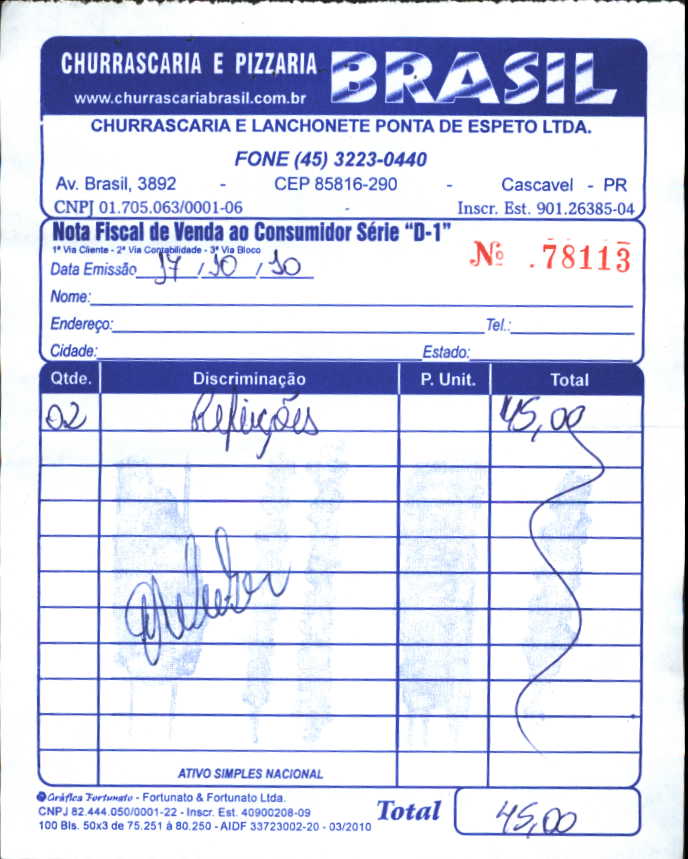 CHURRASCARIA E PIZZARIA BRASIL
www.churrascariabrasil.com.br
CHURRASCARIA E LANCHONETE PONTA DE ESPETO LTDA.
FONE (45) 3223-0440
Av. Brasil, 3892 - CEP 85816-290 - Cascavel - PR
CNPJ 01.705.063/0001-06 - Inscr. Est. 901.26385-04
Nota Fiscal de Venda ao Consumidor Série "D-1"
1ª Via Cliente - 2ª Via Contabilidade - 3ª Via Bloco
Nº .78113
Data Emissão 17 / 10 / 10
Nome:
Endereço: Tel.:
Cidade: Estado:
Qtde. Discriminação P. Unit. Total
02 Refeições 45,00
ATIVO SIMPLES NACIONAL
Gráfica Fortunato - Fortunato & Fortunato Ltda.
CNPJ 82.444.050/0001-22 - Inscr. Est. 40900208-09
100 Bls. 50x3 de 75.251 à 80.250 - AIDF 33723002-20 - 03/2010
Total 45,00